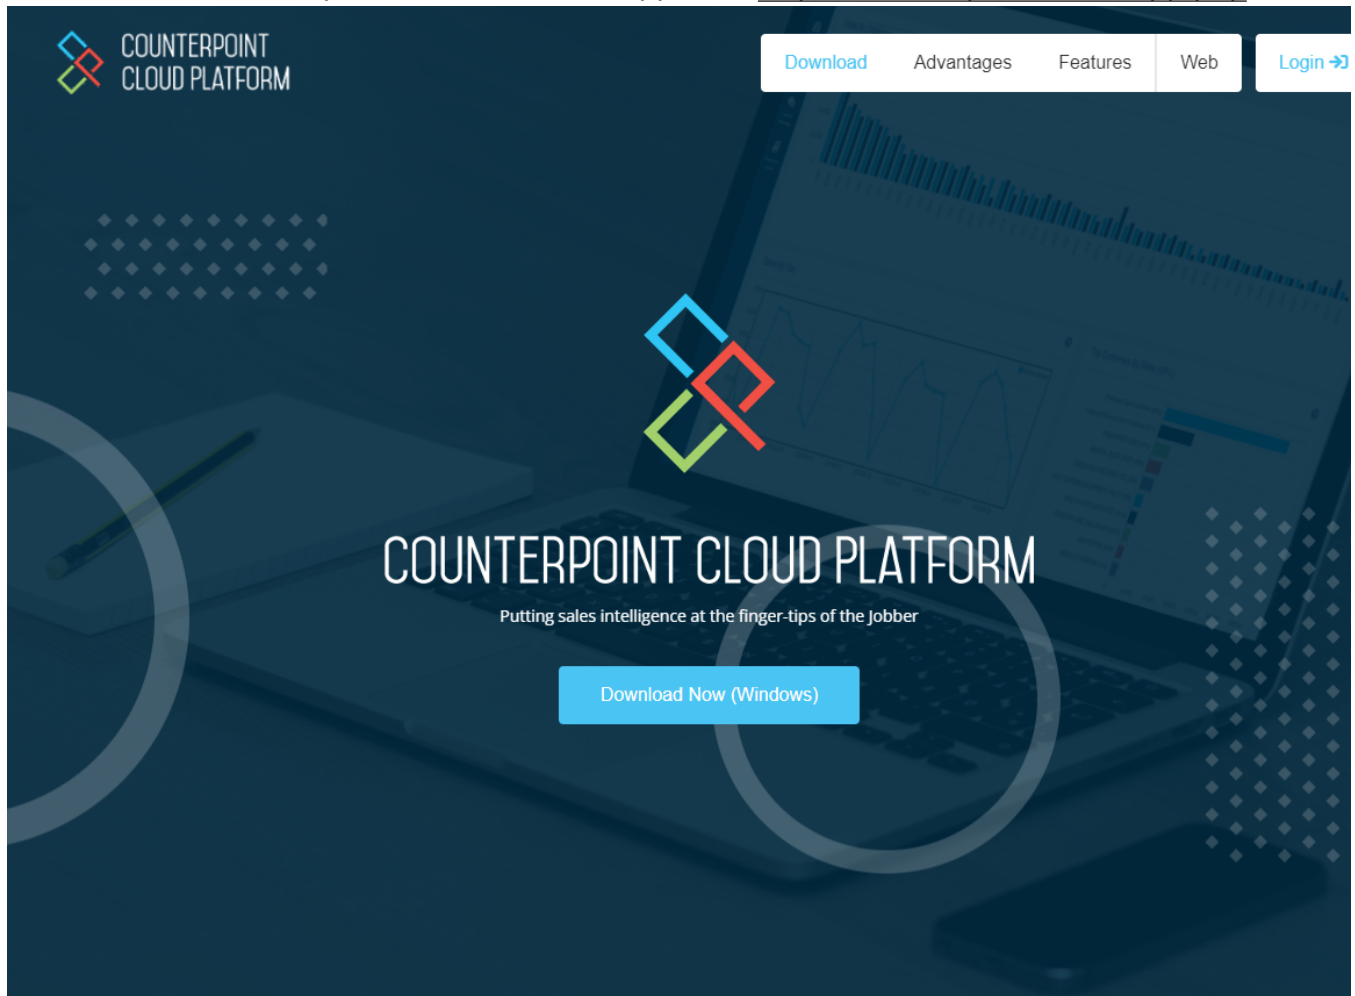 COUNTERPOINT
CLOUD PLATFORM
Download Advantages Features Web Login
COUNTERPOINT CLOUD PLATFORM
Putting sales intelligence at the finger-tips of the Jobber
Download Now (Windows)